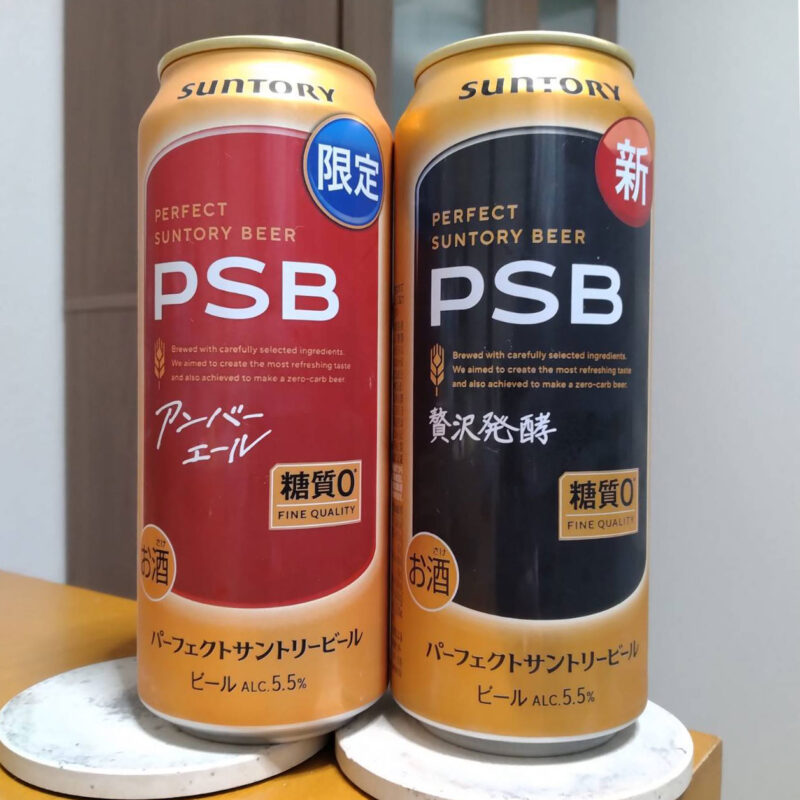 SUNTORY
限定
PERFECT
SUNTORY BEER
PSB
Brewed with carefully selected ingredients.
We aimed to create the most refreshing taste
and also achieved to make a zero-carb beer.
アンバー
エール
糖質0*
FINE QUALITY
さけ
お酒
パーフェクトサントリービール
ビール ALC.5.5%
SUNTORY
新
PERFECT
SUNTORY BEER
PSB
Brewed with carefully selected ingredients.
We aimed to create the most refreshing taste
and also achieved to make a zero-carb beer.
贅沢発酵
糖質0*
FINE QUALITY
さけ
お酒
パーフェクトサントリービール
ビール ALC.5.5%